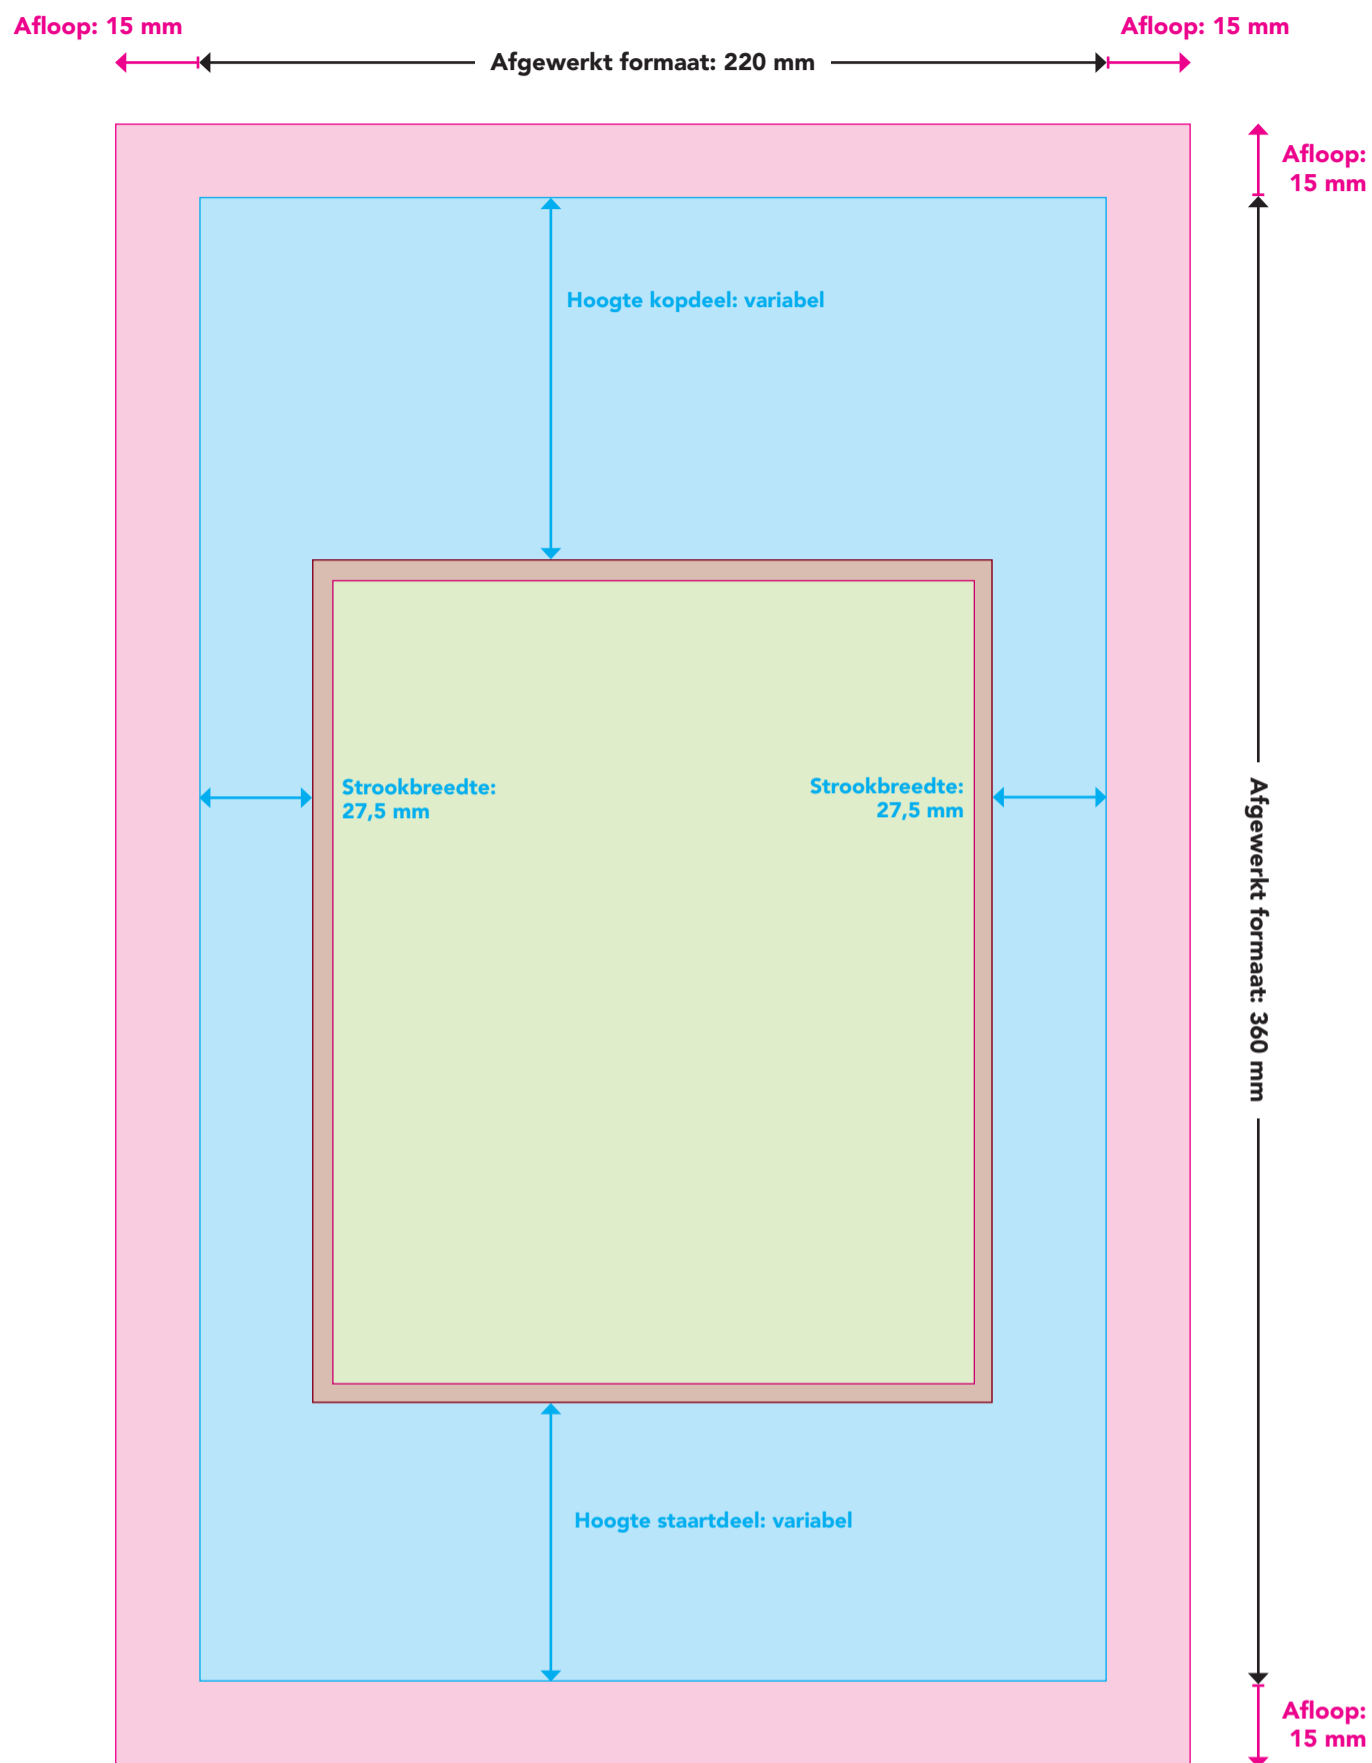 Afloop: 15 mm
Afloop: 15 mm
Afgewerkt formaat: 220 mm
Afloop:
15 mm
Hoogte kopdeel: variabel
Strookbreedte:
27,5 mm
Strookbreedte:
27,5 mm
Afgewerkt formaat: 360 mm
Hoogte staartdeel: variabel
Afloop:
15 mm